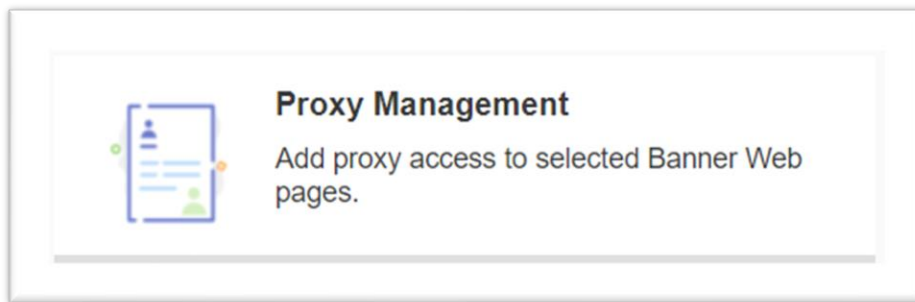 Proxy Management
Add proxy access to selected Banner Web
pages.